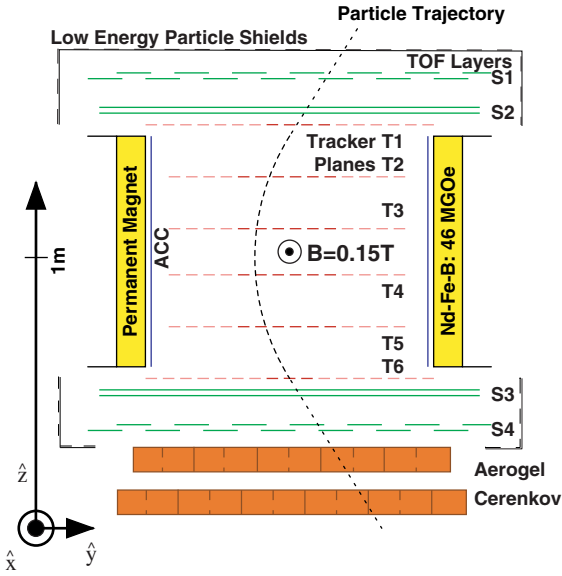 Particle Trajectory
Low Energy Particle Shields
TOF Layers
S1
S2
Tracker T1
Planes T2
T3
B=0.15T
T4
T5
T6
S3
S4
Permanent Magnet
ACC
Nd-Fe-B: 46 MGOe
1m
Aerogel
Cerenkov
ẑ
x̂
ŷ